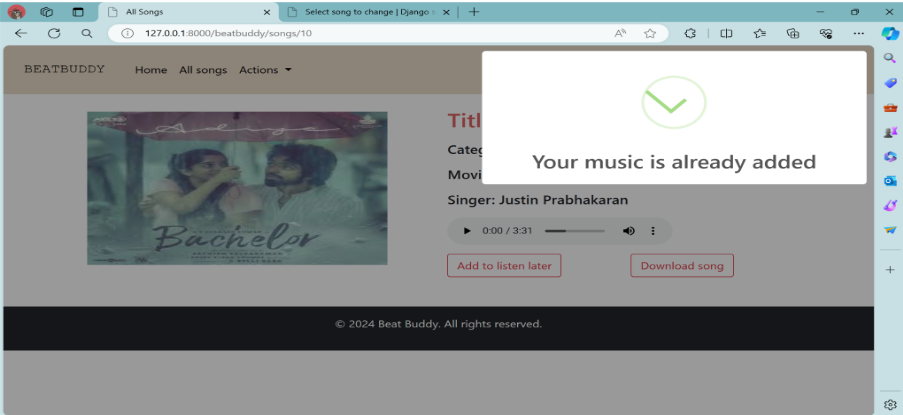 All Songs
Select song to change | Django s
127.0.0.1:8000/beatbuddy/songs/10
BEATBUDDY Home All songs Actions
Your music is already added
Titl
Categ
Movi
Singer: Justin Prabhakaran
0:00 / 3:31
Adiye
Bachelor
Add to listen later Download song
© 2024 Beat Buddy. All rights reserved.